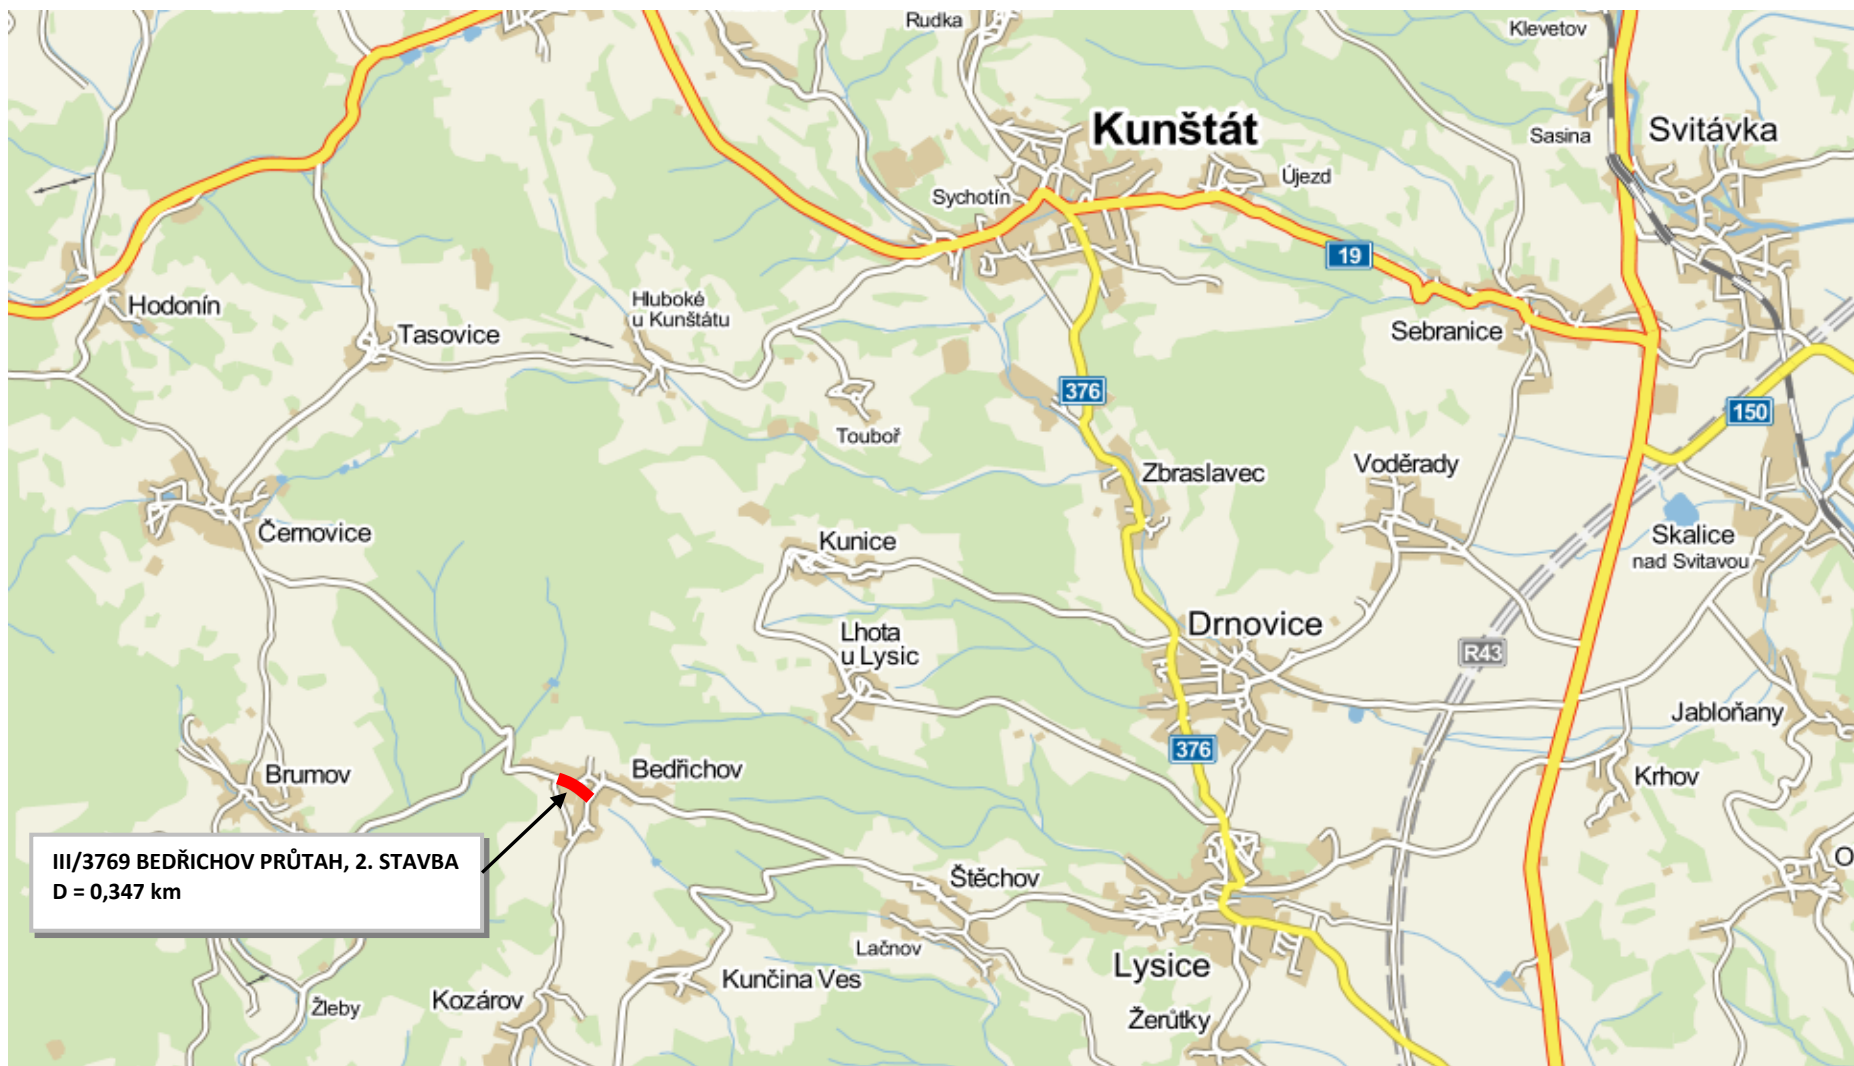 Rudka
Klevetov
Kunštát
Sasina
Svitávka
Újezd
Sychotín
19
Hodonín
Hluboké
u Kunštátu
Tasovice
Sebranice
376
150
Toubоř
Zbraslavec
Voděrady
Černovice
Kunice
Skalice
nad Svitavou
Drnovice
Lhota
u Lysic
R43
Jabloňany
376
Brumov
Bedřichov
Krhov
III/3769 BEDŘICHOV PRŮTAH, 2. STAVBA
D = 0,347 km
O
Štěchov
Lačnov
Lysice
Kunčina Ves
Kozárov
Žleby
Žerůtky